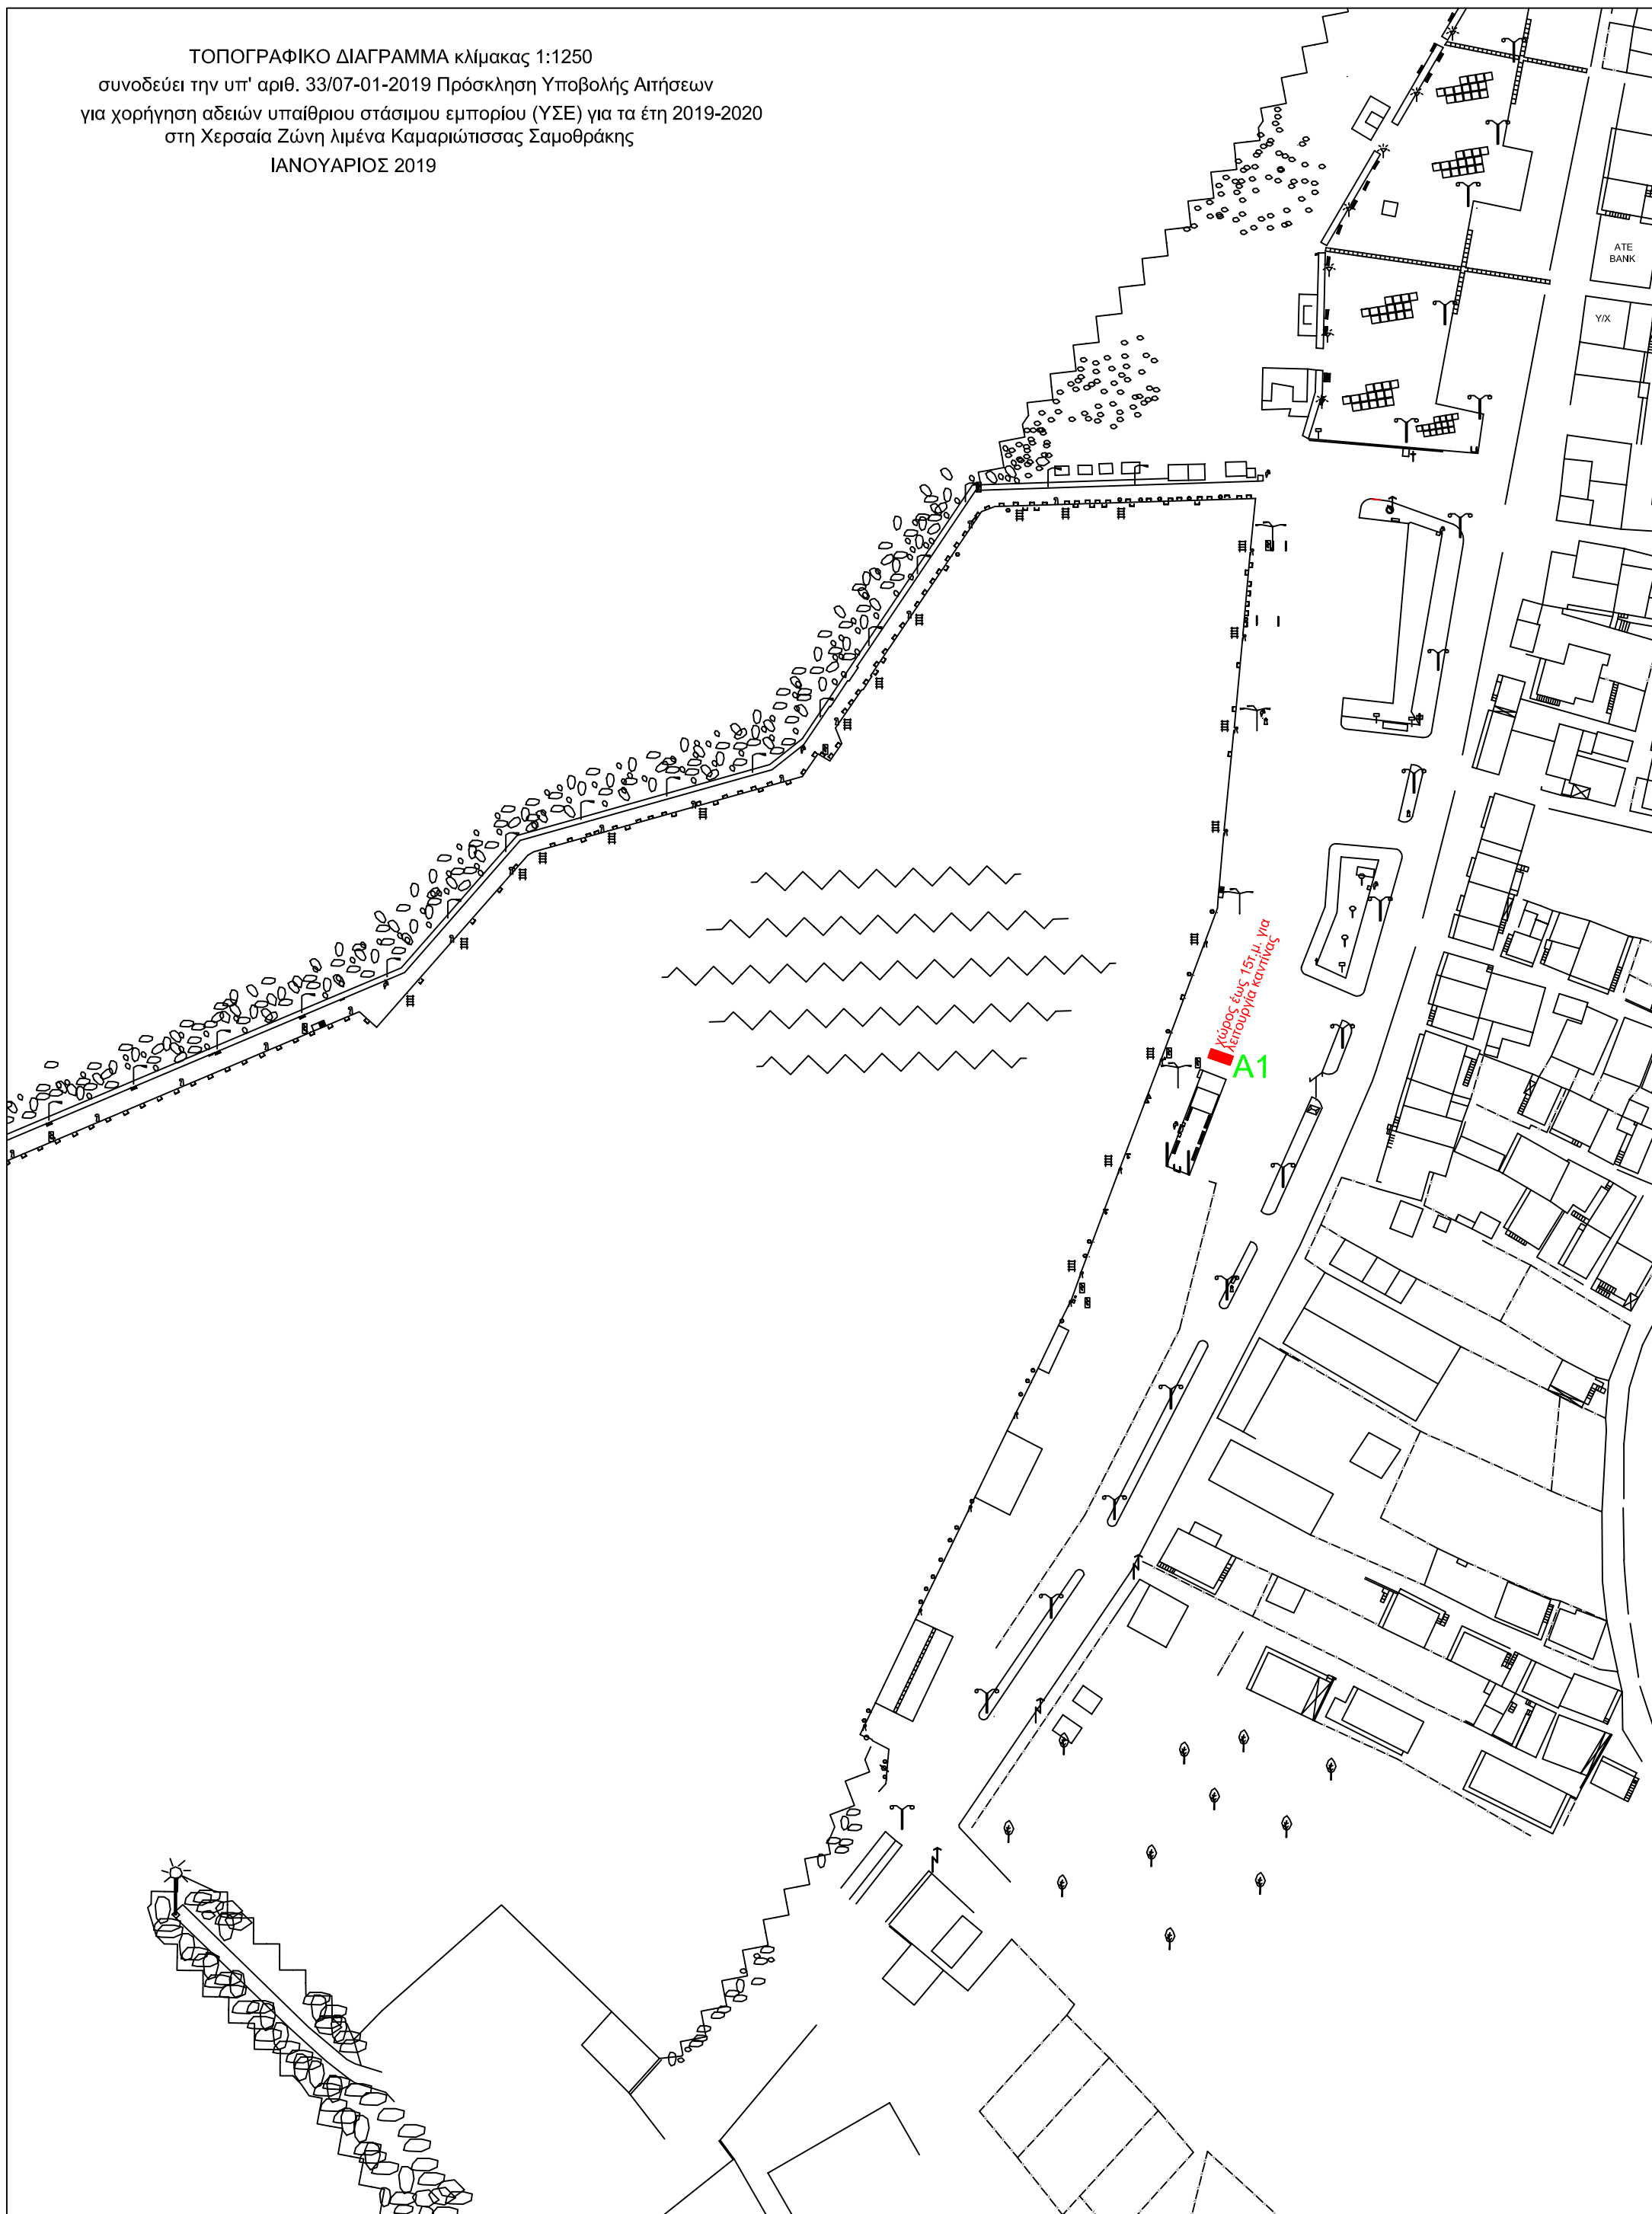 ΤΟΠΟΓΡΑΦΙΚΟ ΔΙΑΓΡΑΜΜΑ κλίμακας 1:1250
συνοδεύει την υπ' αριθ. 33/07-01-2019 Πρόσκληση Υποβολής Αιτήσεων
για χορήγηση αδειών υπαίθριου στάσιμου εμπορίου (ΥΣΕ) για τα έτη 2019-2020
στη Χερσαία Ζώνη λιμένα Καμαριώτισσας Σαμοθράκης
ΙΑΝΟΥΑΡΙΟΣ 2019
ATE
BANK
Υ/Χ
χώρος έως 15τ.μ. για
λειτουργία καντίνας
A1